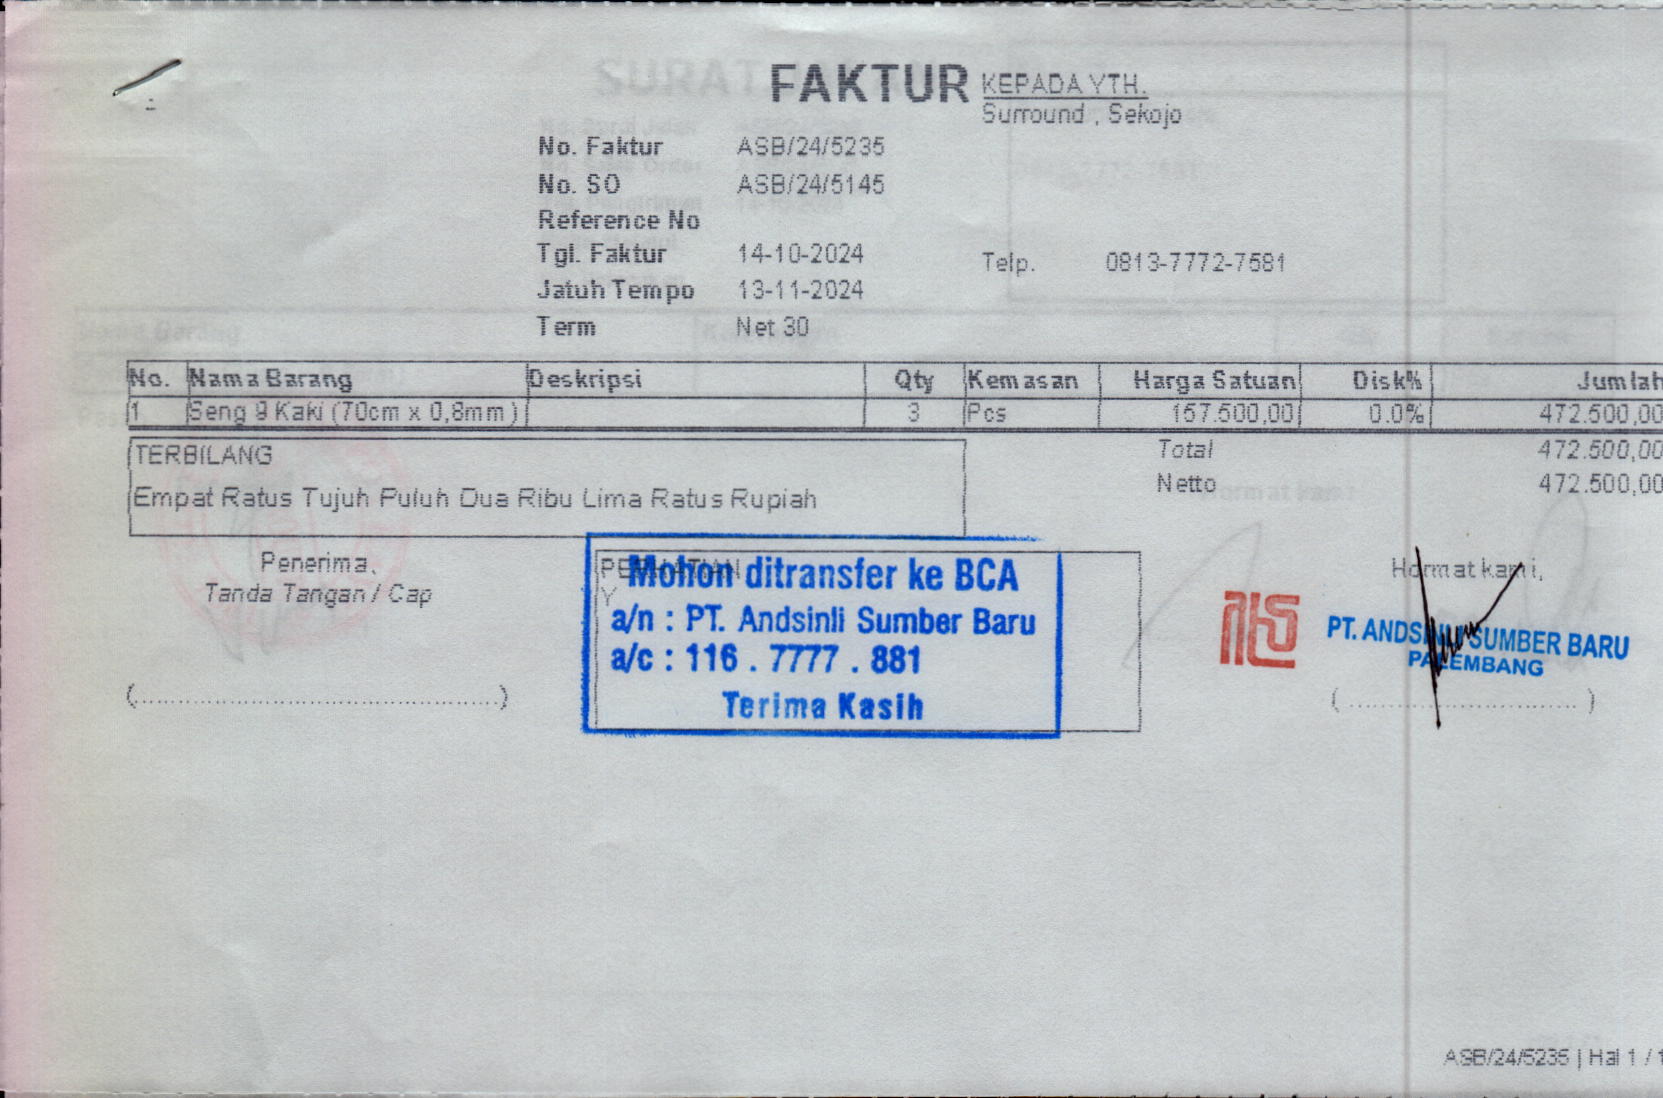 FAKTUR
KEPADA YTH.
Surround , Sekojo
No. Faktur ASB/24/5235
No. SO ASB/24/5145
Reference No
Tgl. Faktur 14-10-2024
Telp. 0813-7772-7581
Jatuh Tempo 13-11-2024
Term Net 30
No. Nama Barang Deskripsi Qty Kemasan Harga Satuan Disk% Jumlah
1 Seng 9 Kaki (70cm x 0,8mm) 3 Pcs 157.500,00 0.0% 472.500,00
TERBILANG
Empat Ratus Tujuh Puluh Dua Ribu Lima Ratus Rupiah
Total 472.500,00
Netto 472.500,00
Penerima,
Tanda Tangan / Cap
(..............................................)
PERHATIAN
Y
Mohon ditransfer ke BCA
a/n : PT. Andsinli Sumber Baru
a/c : 116 . 7777 . 881
Terima Kasih
Hormat kami,
PT. ANDSINLI SUMBER BARU
PALEMBANG
( ............................. )
ASB/24/5235 | Hal 1 / 1